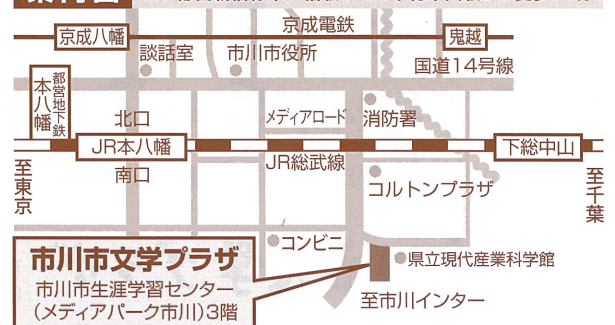 京成電鉄
京成八幡
鬼越
談話室
市川市役所
国道14号線
都営地下鉄
本八幡
北口
メディアロード
消防署
JR本八幡
下総中山
JR総武線
至東京
南口
コルトンプラザ
至千葉
コンビニ
市川市文学プラザ
市川市生涯学習センター
(メディアパーク市川)3階
県立現代産業科学館
至市川インター